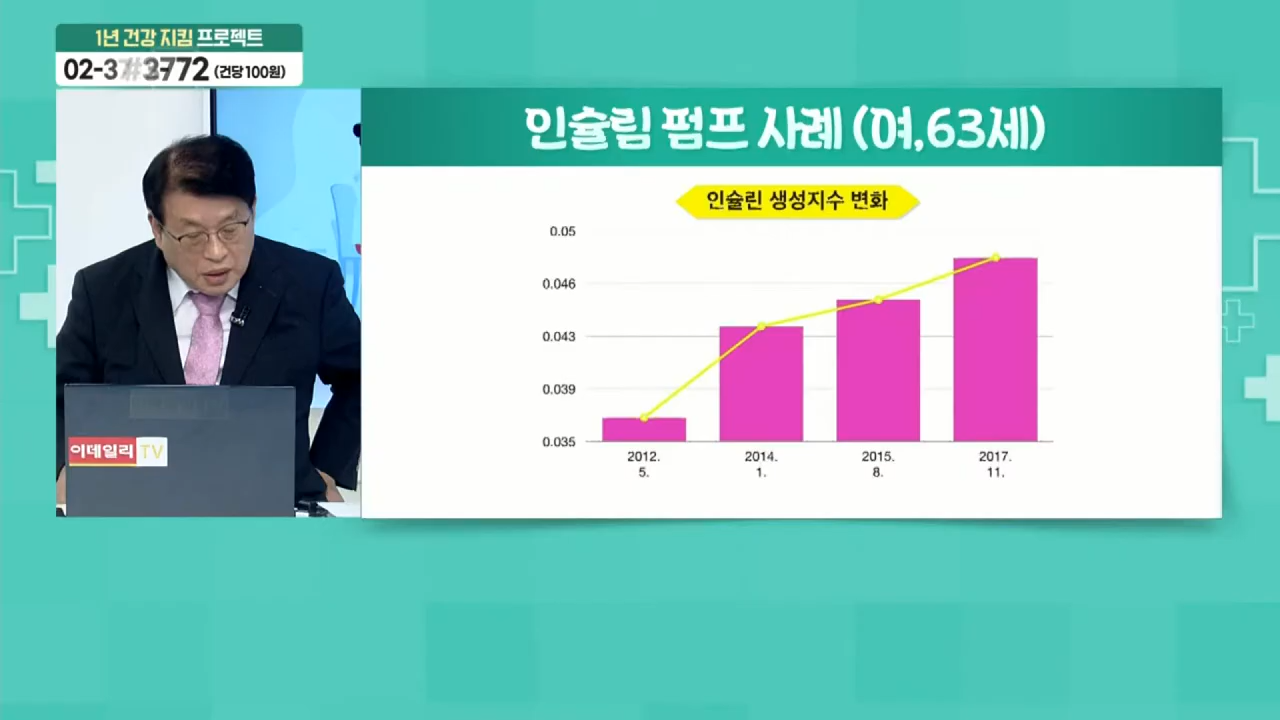 1년 건강 지킴 프로젝트
(건당 100원)
인슐림 펌프 사례 (여,63세)
인슐린 생성지수 변화
0.05
0.046
0.043
0.039
0.035
2012. 2014. 2015. 2017.
5. 1. 8. 11.
이데일리 TV